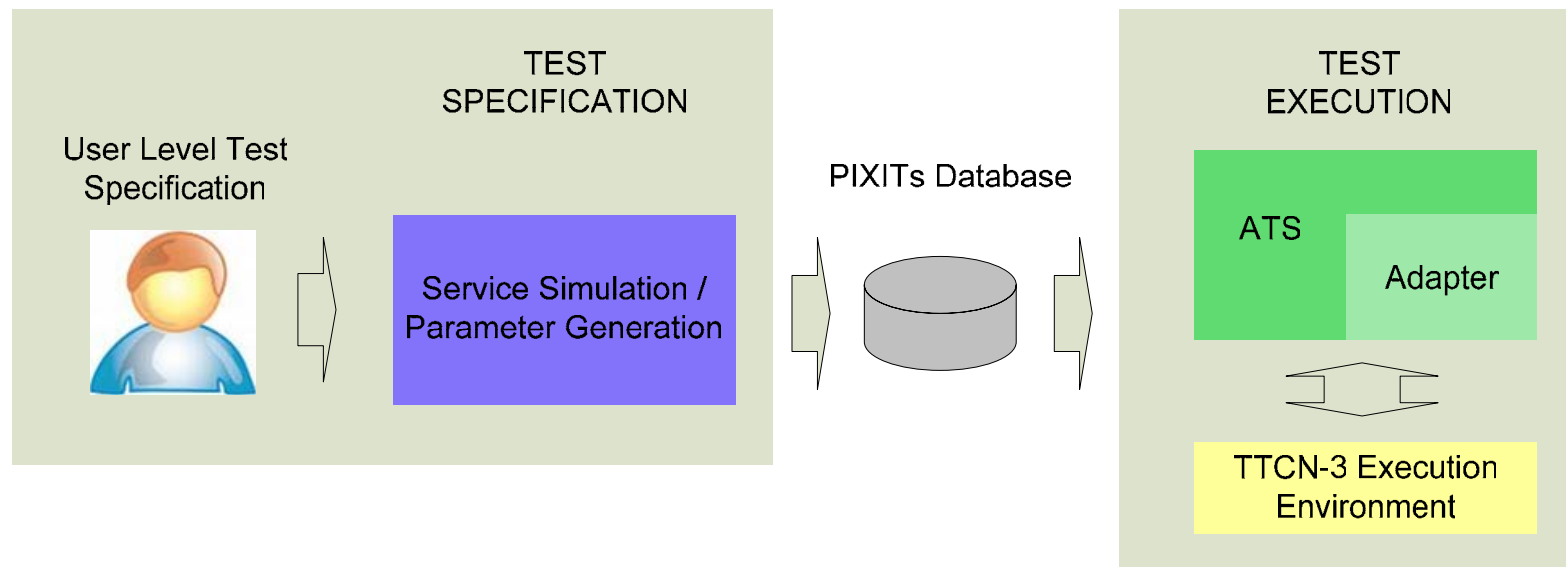 TEST
SPECIFICATION
User Level Test
Specification
Service Simulation /
Parameter Generation
PIXITs Database
TEST
EXECUTION
ATS
Adapter
TTCN-3 Execution
Environment